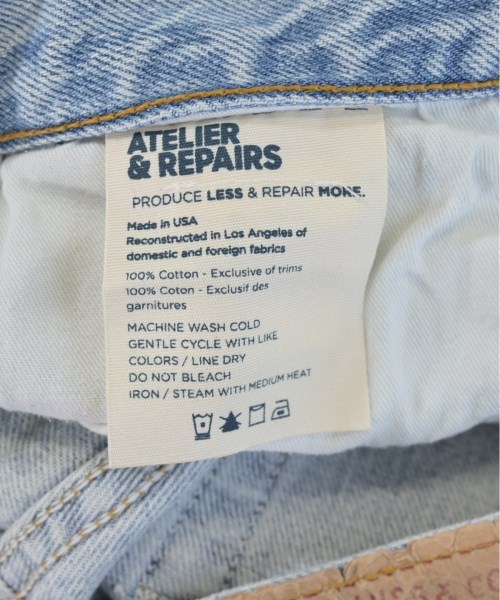 ATELIER
& REPAIRS
PRODUCE LESS & REPAIR MORE.
Made in USA
Reconstructed in Los Angeles of
domestic and foreign fabrics
100% Cotton - Exclusive of trims
100% Coton - Exclusif des
garnitures
MACHINE WASH COLD
GENTLE CYCLE WITH LIKE
COLORS / LINE DRY
DO NOT BLEACH
IRON / STEAM WITH MEDIUM HEAT